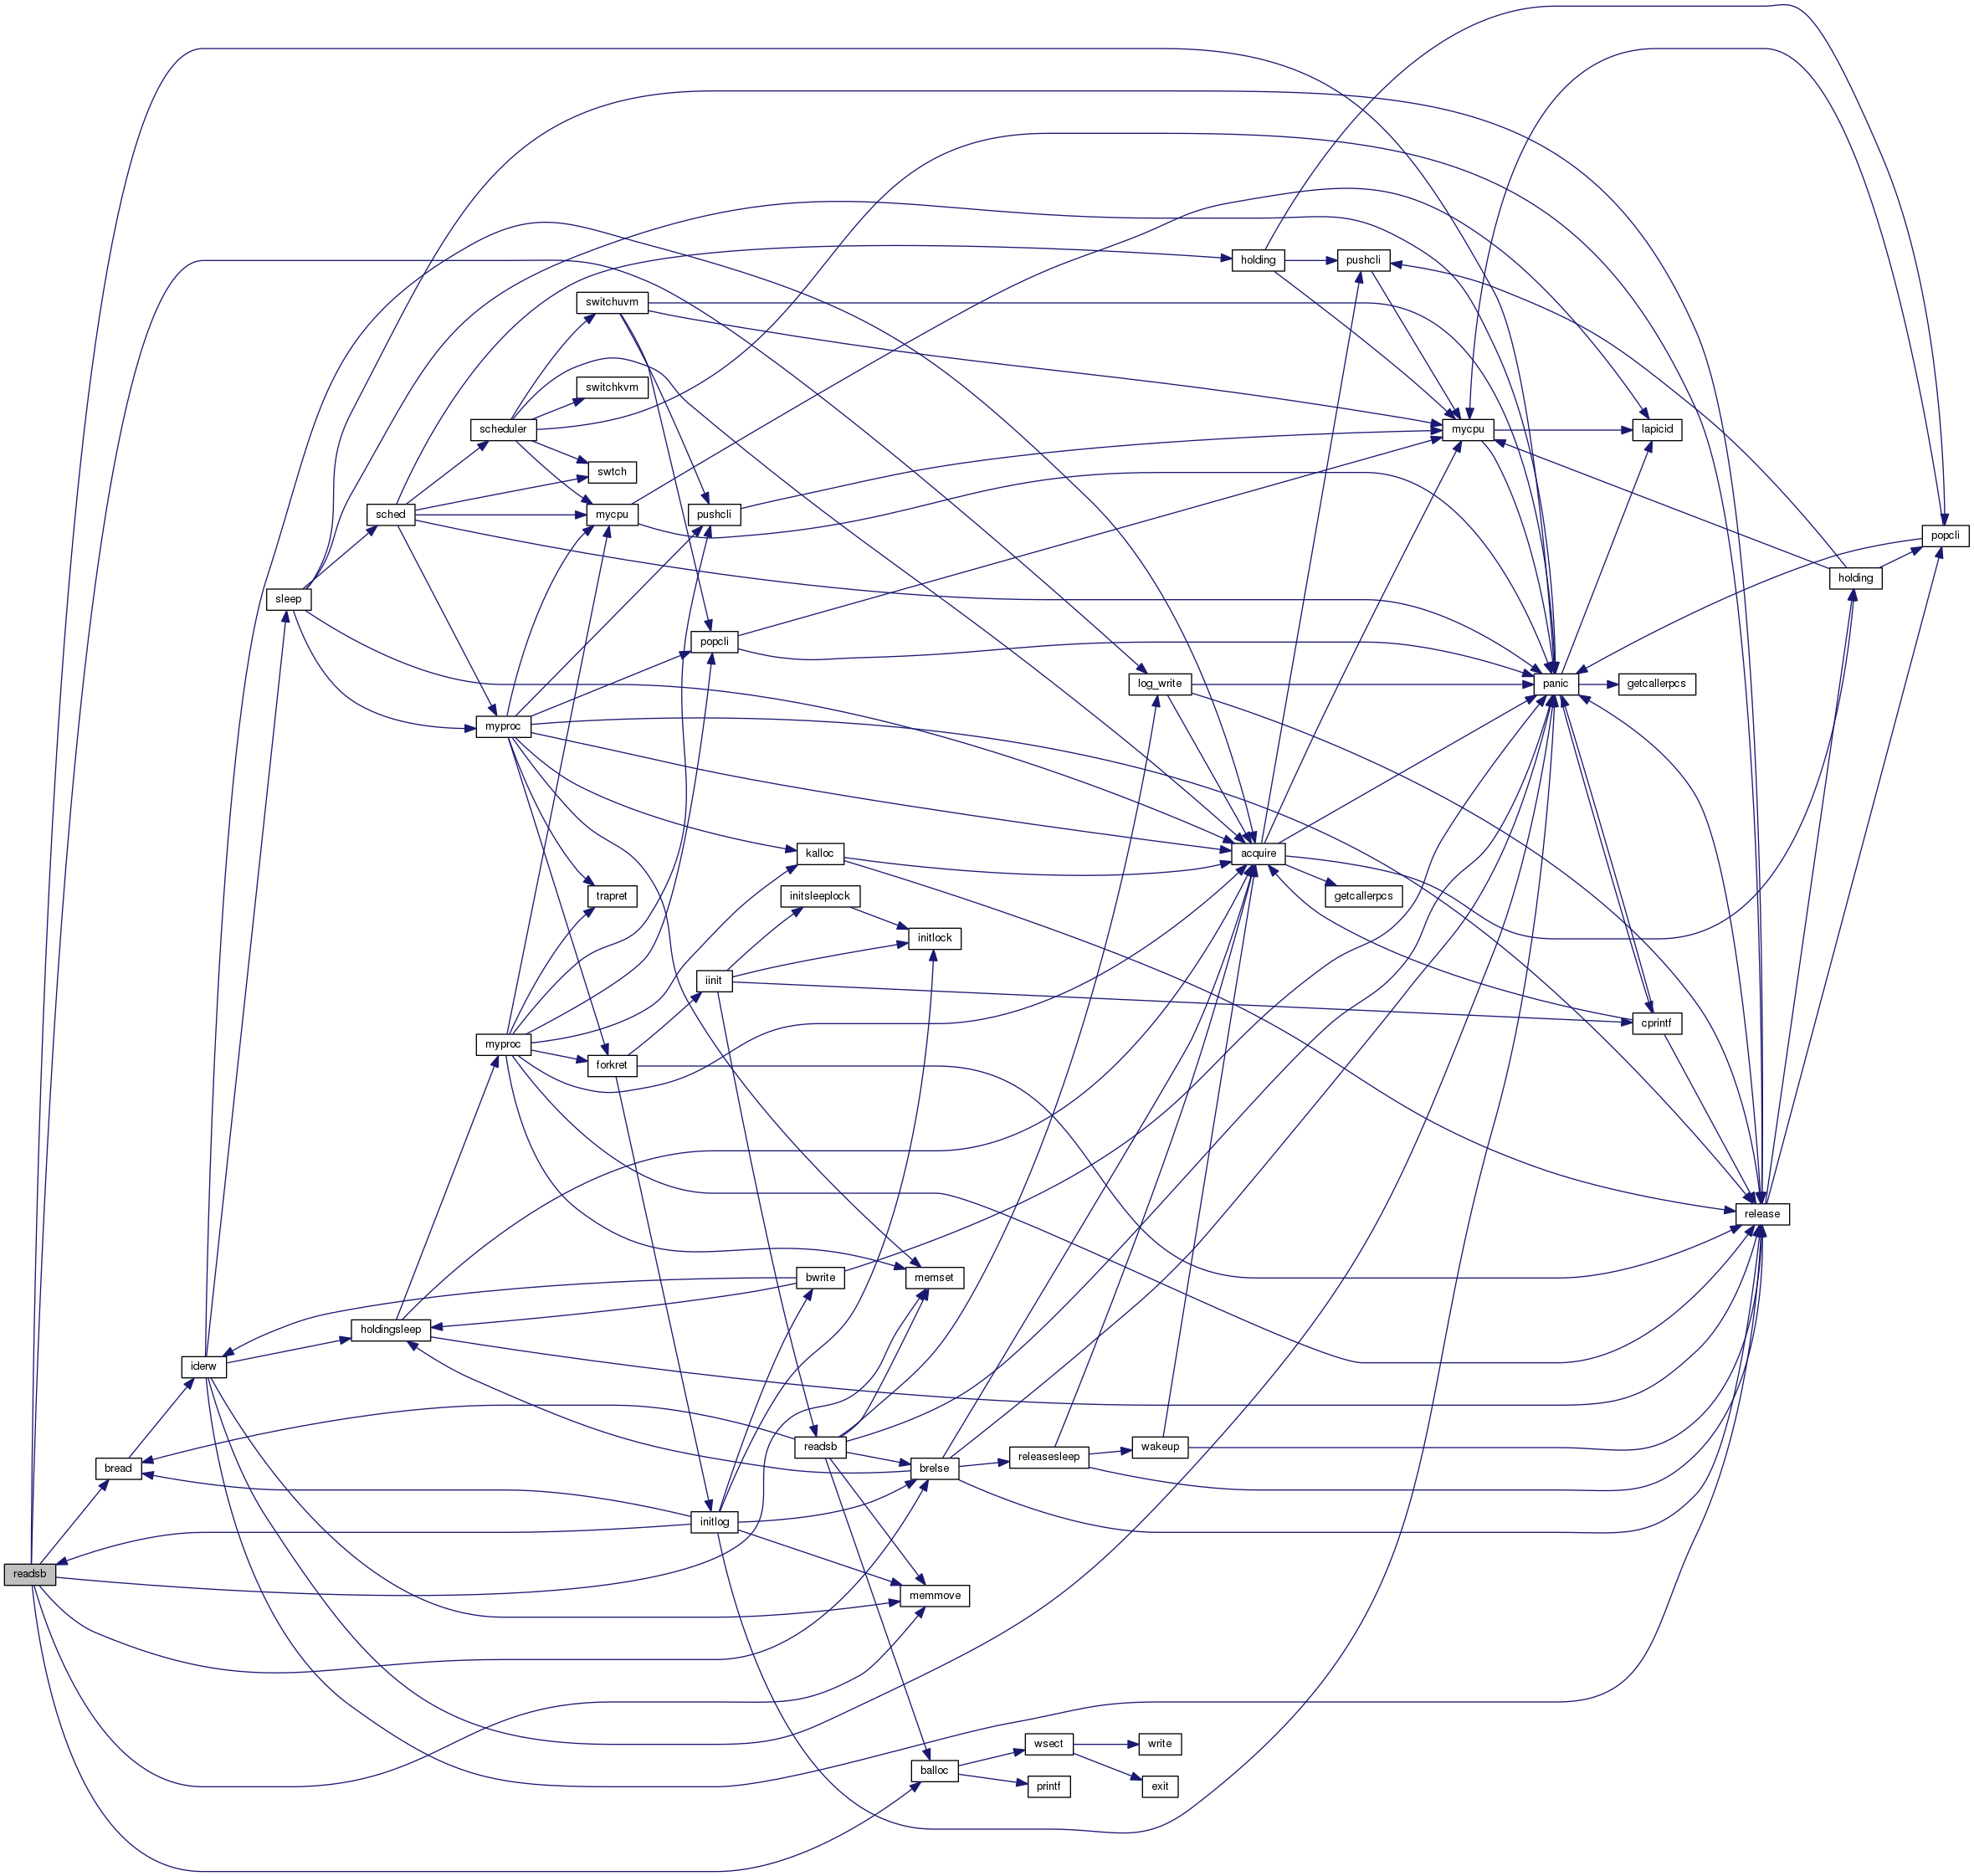 holding
pushcli
switchuvm
switchkvm
scheduler
mycpu
lapicid
swtch
sched
mycpu
pushcli
popcli
holding
sleep
popcli
log_write
panic
getcallerpcs
myproc
kalloc
acquire
trapret
initsleeplock
getcallerpcs
initlock
iinit
cprintf
myproc
forkret
release
bwrite
memset
holdingsleep
iderw
readsb
wakeup
releasesleep
bread
brelse
initlog
readsb
memmove
wsect
write
balloc
printf
exit